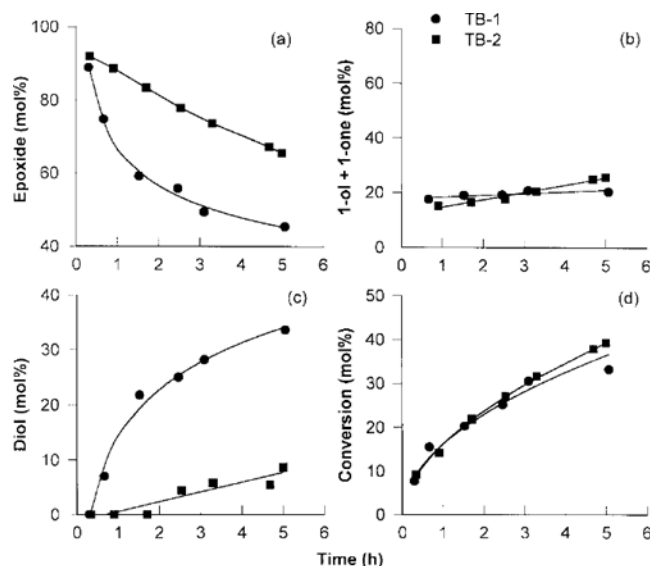 TB-1
TB-2
(a)
100
80
60
40
Epoxide (mol%)
0 1 2 3 4 5 6
(b)
80
60
40
20
0
1-ol + 1-one (mol%)
0 1 2 3 4 5 6
(c)
40
30
20
10
0
Diol (mol%)
0 1 2 3 4 5 6
(d)
50
40
30
20
10
0
Conversion (mol%)
0 1 2 3 4 5 6
Time (h)